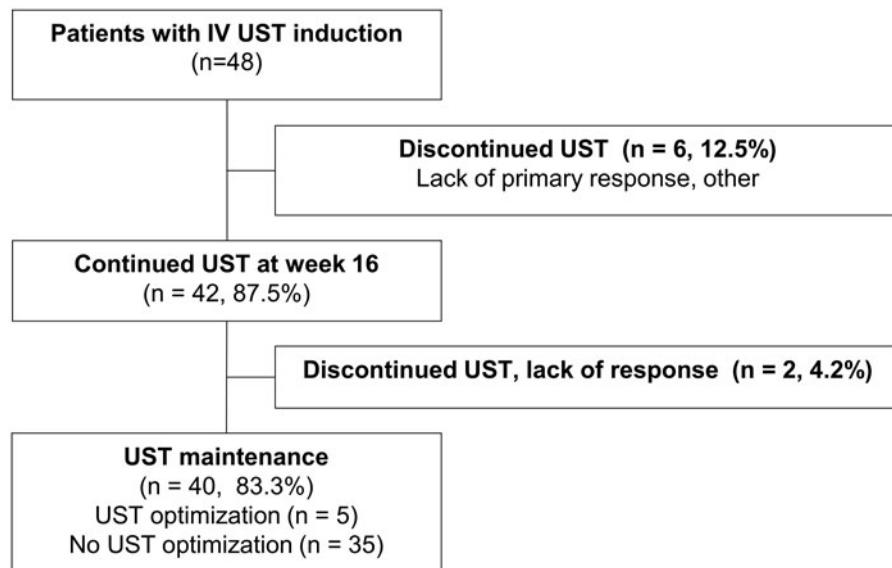 Patients with IV UST induction
(n=48)
Discontinued UST (n = 6, 12.5%)
Lack of primary response, other
Continued UST at week 16
(n = 42, 87.5%)
Discontinued UST, lack of response (n = 2, 4.2%)
UST maintenance
(n = 40, 83.3%)
UST optimization (n = 5)
No UST optimization (n = 35)